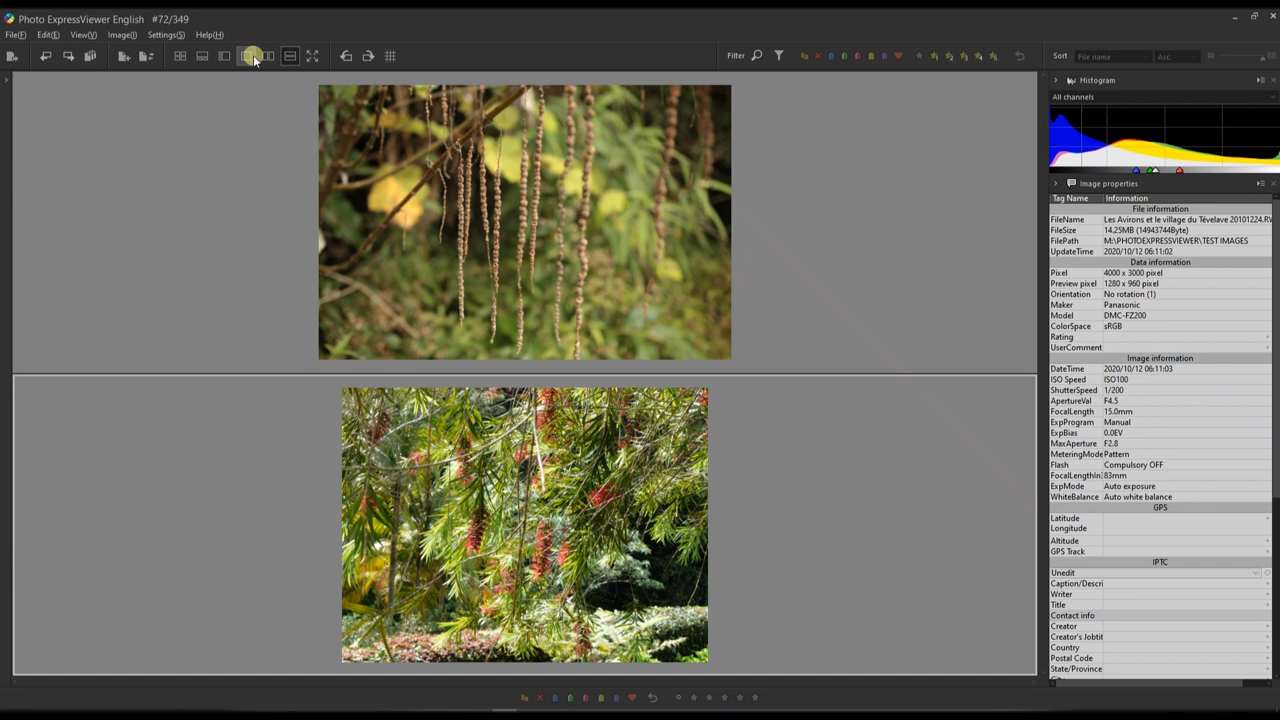 Photo ExpressViewer English #72/349
File(F) Edit(E) View(V) Image(I) Settings(S) Help(H)
Filter
Sort File name Asc.
Histogram
All channels
Image properties
Tag Name Information
File information
FileName Les Avirons et le village du Tévelave 20101224.RV
FileSize 14.25MB (14943744Byte)
FilePath M:\PHOTOEXPRESSVIEWER\TEST IMAGES
UpdateTime 2020/10/12 06:11:02
Data information
Pixel 4000 x 3000 pixel
Preview pixel 1280 x 960 pixel
Orientation No rotation (1)
Maker Panasonic
Model DMC-FZ200
ColorSpace sRGB
Rating
UserComment
Image information
DateTime 2020/10/12 06:11:03
ISO Speed ISO100
ShutterSpeed 1/200
ApertureVal F4.5
FocalLength 15.0mm
ExpProgram Manual
ExpBias 0.0EV
MaxAperture F2.8
MeteringMode Pattern
Flash Compulsory OFF
FocalLengthIn: 83mm
ExpMode Auto exposure
WhiteBalance Auto white balance
GPS
Latitude
Longitude
Altitude
GPS Track
IPTC
Unedit
Caption/Descri
Writer
Title
Contact info
Creator
Creator's Jobtit
Country
Postal Code
State/Province